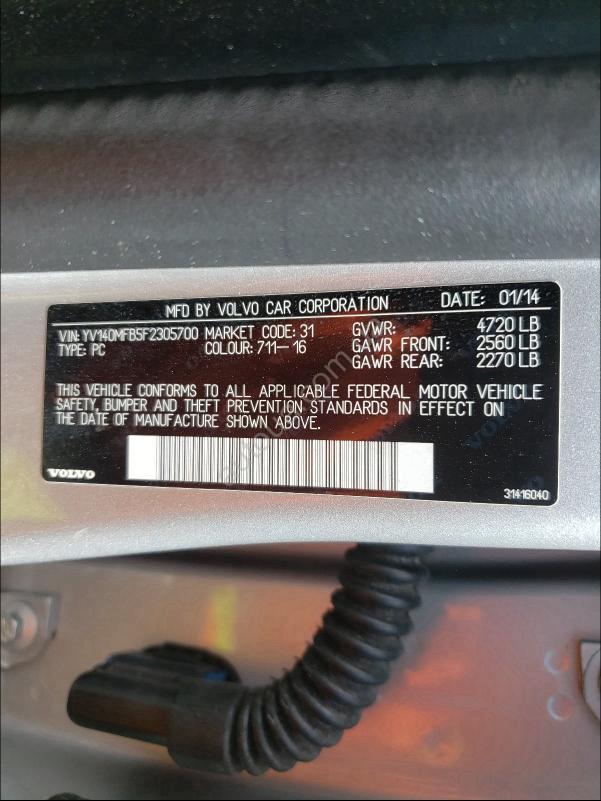 MFD BY VOLVO CAR CORPORATION DATE: 01/14
VIN: YV140MFB5F2305700 MARKET CODE: 31 GVWR: 4720 LB
TYPE: PC COLOUR: 711-16 GAWR FRONT: 2560 LB
GAWR REAR: 2270 LB
THIS VEHICLE CONFORMS TO ALL APPLICABLE FEDERAL MOTOR VEHICLE
SAFETY, BUMPER AND THEFT PREVENTION STANDARDS IN EFFECT ON
THE DATE OF MANUFACTURE SHOWN ABOVE.
VOLVO
31416040